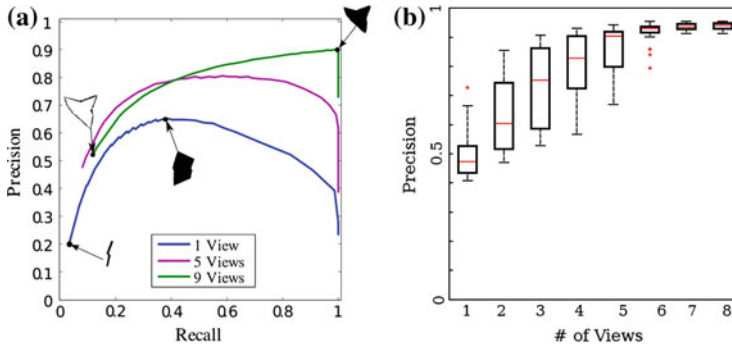 (a)
1
0.9
0.8
0.7
0.6
0.5
0.4
0.3
0.2
0.1
0
Precision
0 0.2 0.4 0.6 0.8 1
Recall
1 View
5 Views
9 Views
(b)
1
0.5
0
Precision
1 2 3 4 5 6 7 8
# of Views